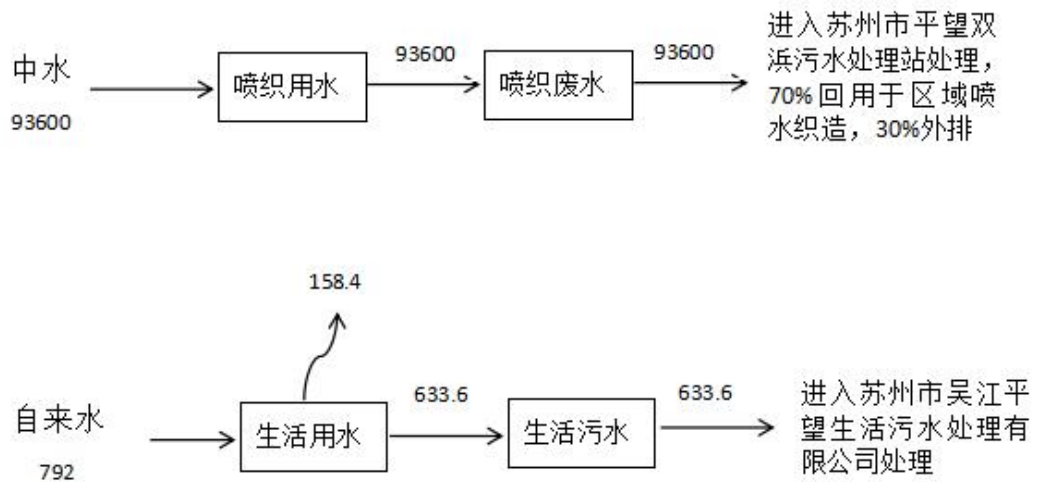 中水
93600
喷织用水
93600
喷织废水
93600
进入苏州市平望双
浜污水处理站处理，
70%回用于区域喷
水织造，30%外排
158.4
自来水
792
生活用水
633.6
生活污水
633.6
进入苏州市吴江平
望生活污水处理有
限公司处理